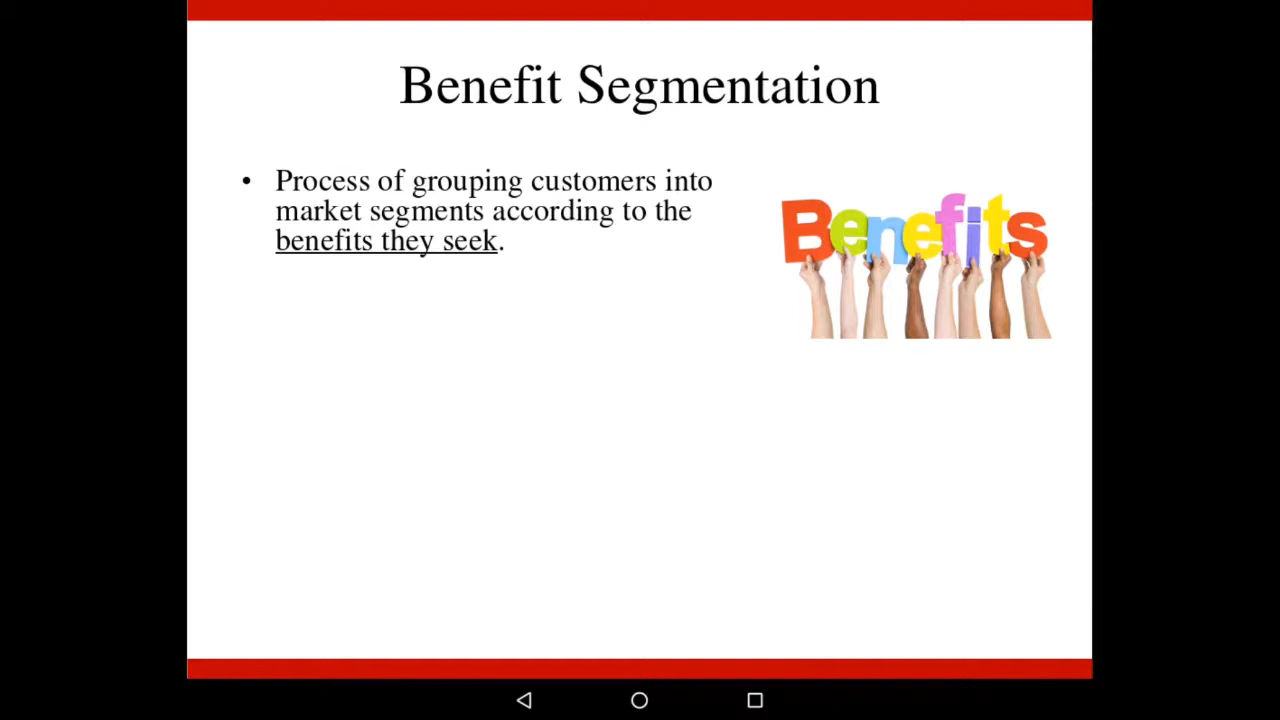 Benefit Segmentation
• Process of grouping customers into
market segments according to the
benefits they seek.
Benefits